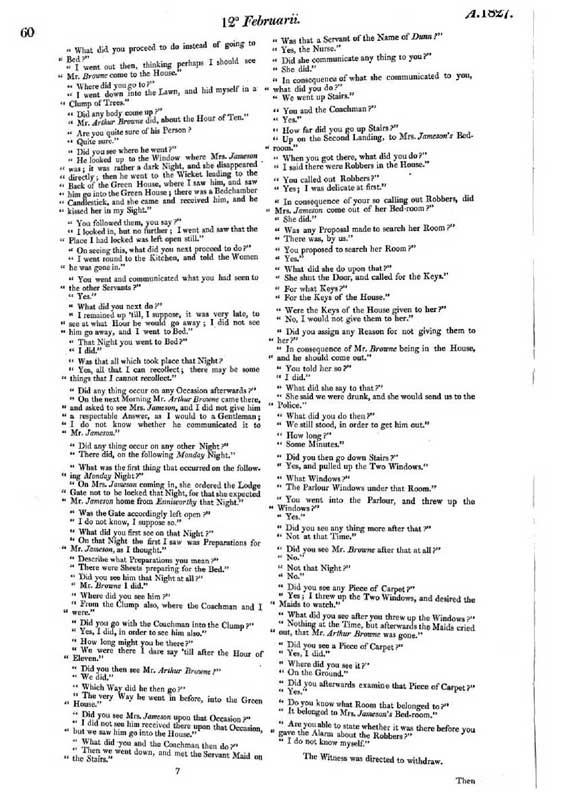 60
12° Februarii.
A. 1827.
" What did you proceed to do instead of going to
" Bed?"
" I went out then, thinking perhaps I should see
" Mr. Browne come to the House."
" Where did you go to?"
" I went down into the Lawn, and hid myself in a
" Clump of Trees."
" Did any body come up?"
" Mr. Arthur Browne did, about the Hour of Ten."
" Are you quite sure of his Person?
" Quite sure."
" Did you see where he went?"
" He looked up to the Window where Mrs. Jameson
" was; it was rather a dark Night, and she disappeared
" directly; then he went to the Wicket leading to the
" Back of the Green House, where I saw him, and saw
" him go into the Green House; there was a Bedchamber
" Candlestick, and she came and received him, and he
" kissed her in my Sight."
" You followed them, you say?"
" I looked in, but no further; I went and saw that the
" Place I had locked was left open still."
" On seeing this, what did you next proceed to do?"
" I went round to the Kitchen, and told the Women
" he was gone in."
" You went and communicated what you had seen to
" the other Servants?"
" Yes."
" What did you next do?"
" I remained up 'till, I suppose, it was very late, to
" see at what Hour he would go away; I did not see
" him go away, and I went to Bed."
" That Night you went to Bed?"
" I did."
" Was that all which took place that Night?
" Yes, all that I can recollect; there may be some
" things that I cannot recollect."
" Did any thing occur on any Occasion afterwards?"
" On the next Morning Mr. Arthur Browne came there,
" and asked to see Mrs. Jameson, and I did not give him
" a respectable Answer, as I would to a Gentleman;
" I do not know whether he communicated it to
" Mr. Jameson."
" Did any thing occur on any other Night?"
" There did, on the following Monday Night."
" What was the first thing that occurred on the follow-
" ing Monday Night?"
" On Mrs. Jameson coming in, she ordered the Lodge
" Gate not to be locked that Night, for that she expected
" Mr. Jameson home from Enniscorthy that Night."
" Was the Gate accordingly left open?"
" I do not know, I suppose so."
" What did you first see on that Night?"
" On that Night the first I saw was Preparations for
" Mr. Jameson, as I thought."
" Describe what Preparations you mean?"
" There were Sheets preparing for the Bed."
" Did you see him that Night at all?"
" Mr. Browne I did."
" Where did you see him?"
" From the Clump also, where the Coachman and I
" were."
" Did you go with the Coachman into the Clump?"
" Yes, I did, in order to see him also."
" How long might you be there?"
" We were there I dare say 'till after the Hour of
" Eleven."
" Did you then see Mr. Arthur Browne?"
" We did."
" Which Way did he then go?"
" The very Way he went in before, into the Green
" House."
" Did you see Mrs. Jameson upon that Occasion?"
" I did not see him received there upon that Occasion,
" but we saw him go into the House."
" What did you and the Coachman then do?"
" Then we went down, and met the Servant Maid on
" the Stairs."
" Was that a Servant of the Name of Dunn?"
" Yes, the Nurse."
" Did she communicate any thing to you?"
" She did."
" In consequence of what she communicated to you,
" what did you do?"
" We went up Stairs."
" You and the Coachman?"
" Yes."
" How far did you go up Stairs?"
" Up on the Second Landing, to Mrs. Jameson's Bed-
" room."
" When you got there, what did you do?"
" I said there were Robbers in the House."
" You called out Robbers?"
" Yes; I was delicate at first."
" In consequence of your so calling out Robbers, did
" Mrs. Jameson come out of her Bed-room?"
" She did."
" Was any Proposal made to search her Room?"
" There was, by us."
" You proposed to search her Room?"
" Yes."
" What did she do upon that?"
" She shut the Door, and called for the Keys."
" For what Keys?"
" For the Keys of the House."
" Were the Keys of the House given to her?"
" No, I would not give them to her."
" Did you assign any Reason for not giving them to
" her?"
" In consequence of Mr. Browne being in the House,
" and he should come out."
" You told her so?"
" I did."
" What did she say to that?"
" She said we were drunk, and she would send us to the
" Police."
" What did you do then?"
" We still stood, in order to get him out."
" How long?"
" Some Minutes."
" Did you then go down Stairs?"
" Yes, and pulled up the Two Windows."
" What Windows?"
" The Parlour Windows under that Room."
" You went into the Parlour, and threw up the
" Windows?"
" Yes."
" Did you see any thing more after that?"
" Not at that Time."
" Did you see Mr. Browne after that at all?"
" No."
" Not that Night?"
" No."
" Did you see any Piece of Carpet?"
" Yes; I threw up the Two Windows, and desired the
" Maids to watch."
" What did you see after you threw up the Windows?"
" Nothing at the Time, but afterwards the Maids cried
" out, that Mr. Arthur Browne was gone."
" Did you see a Piece of Carpet?"
" Yes, I did."
" Where did you see it?"
" On the Ground."
" Did you afterwards examine that Piece of Carpet?"
" Yes."
" Do you know what Room that belonged to?"
" It belonged to Mrs. Jameson's Bed-room."
" Are you able to state whether it was there before you
" gave the Alarm about the Robbers?"
" I do not know myself."
The Witness was directed to withdraw.
7
Then